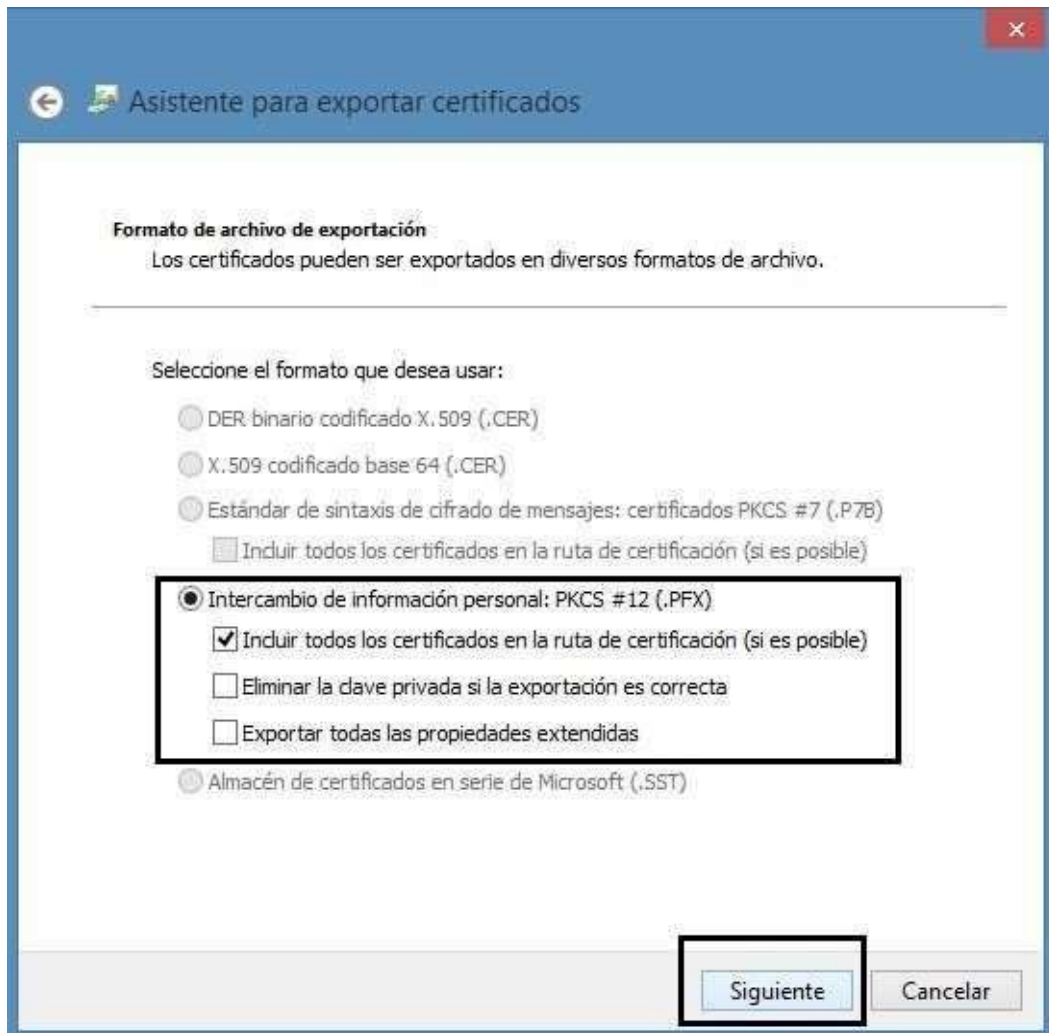 Asistente para exportar certificados
Formato de archivo de exportación
Los certificados pueden ser exportados en diversos formatos de archivo.
Seleccione el formato que desea usar:
DER binario codificado X.509 (.CER)
X.509 codificado base 64 (.CER)
Estándar de sintaxis de cifrado de mensajes: certificados PKCS #7 (.P7B)
Incluir todos los certificados en la ruta de certificación (si es posible)
Intercambio de información personal: PKCS #12 (.PFX)
Incluir todos los certificados en la ruta de certificación (si es posible)
Eliminar la clave privada si la exportación es correcta
Exportar todas las propiedades extendidas
Almacén de certificados en serie de Microsoft (.SST)
Siguiente Cancelar